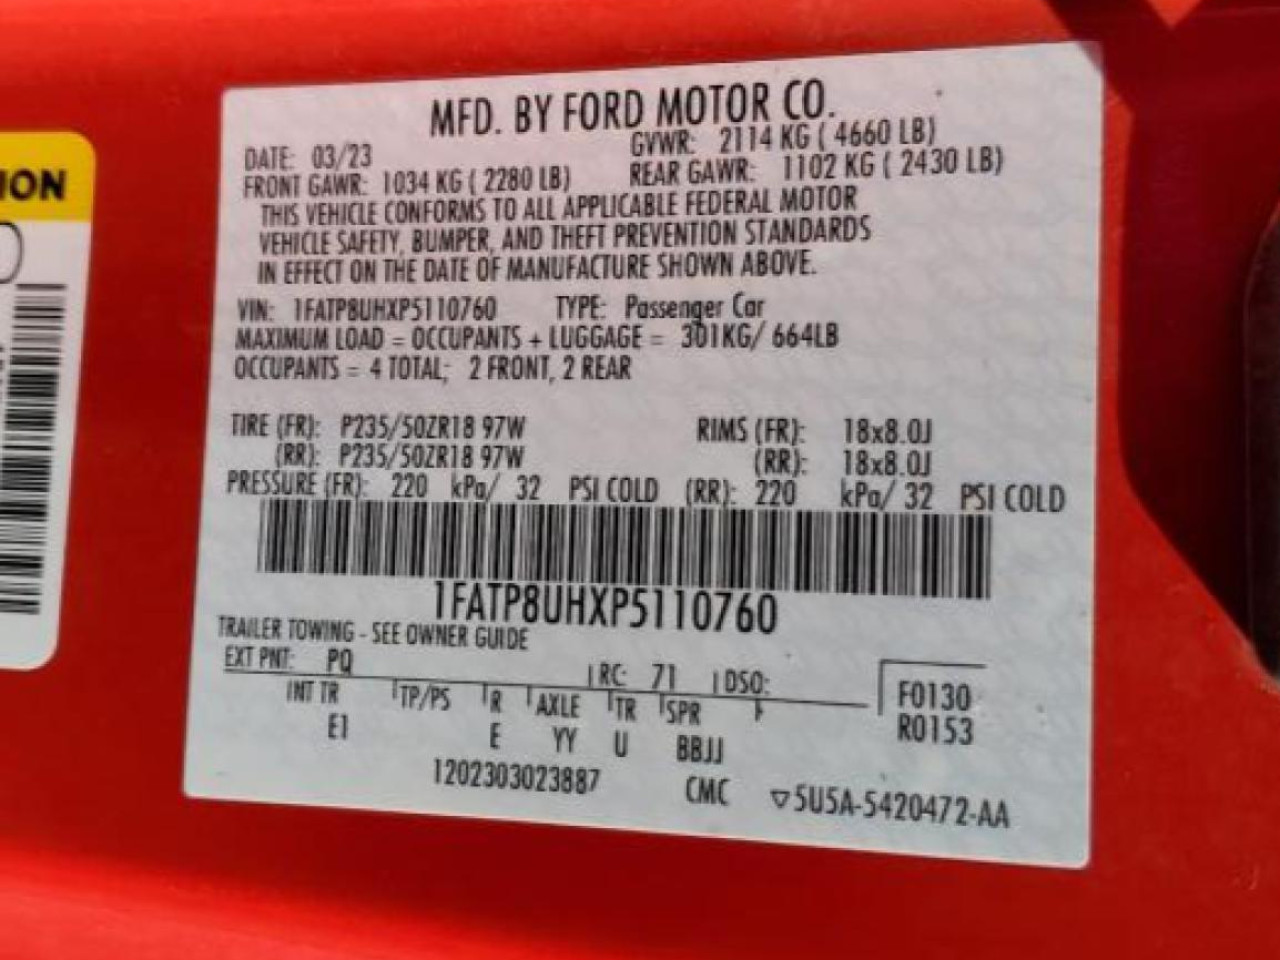 ION
MFD. BY FORD MOTOR CO.
DATE: 03/23 GVWR: 2114 KG ( 4660 LB)
FRONT GAWR: 1034 KG ( 2280 LB) REAR GAWR: 1102 KG ( 2430 LB)
THIS VEHICLE CONFORMS TO ALL APPLICABLE FEDERAL MOTOR
VEHICLE SAFETY, BUMPER, AND THEFT PREVENTION STANDARDS
IN EFFECT ON THE DATE OF MANUFACTURE SHOWN ABOVE.
VIN: 1FATP8UHXP5110760 TYPE: Passenger Car
MAXIMUM LOAD = OCCUPANTS + LUGGAGE = 301KG/ 664LB
OCCUPANTS = 4 TOTAL; 2 FRONT, 2 REAR
TIRE (FR): P235/50ZR18 97W RIMS (FR): 18x8.0J
(RR): P235/50ZR18 97W (RR): 18x8.0J
PRESSURE (FR): 220 kPa/ 32 PSI COLD (RR): 220 kPa/ 32 PSI COLD
1FATP8UHXP5110760
TRAILER TOWING - SEE OWNER GUIDE
EXT PNT: PQ RC: 71 DSO: F0130
INT TR TP/PS R AXLE TR SPR R0153
E1 E YY U BBJJ
1202303023887 CMC ▽5U5A-5420472-AA